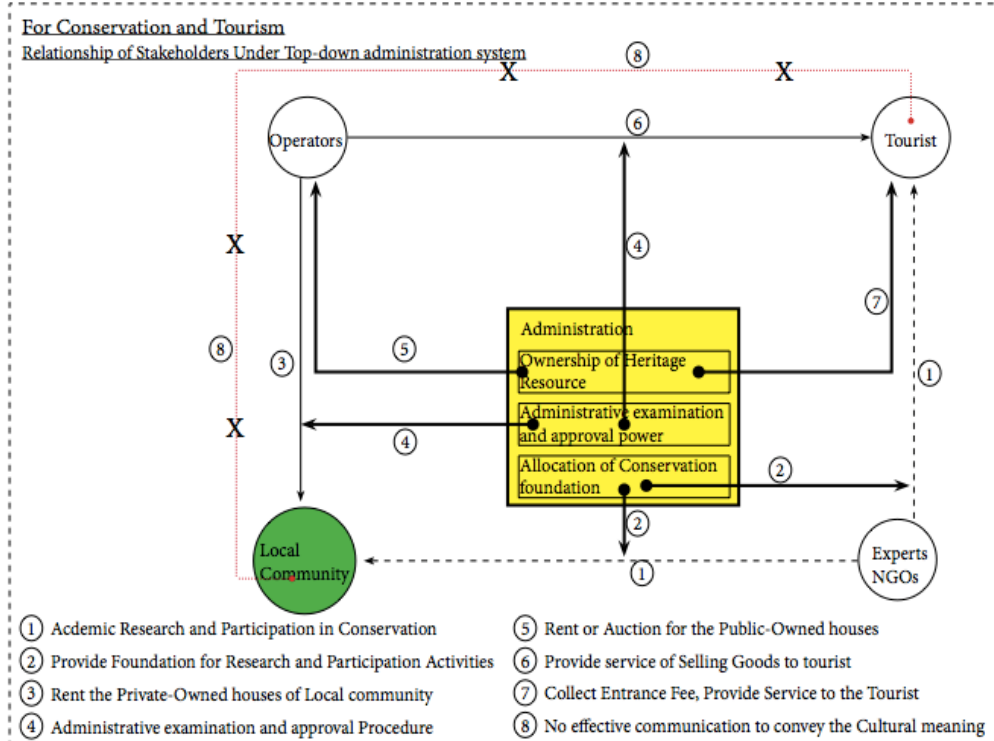 For Conservation and Tourism
Relationship of Stakeholders Under Top-down administration system
8
X
X
Operators
6
Tourist
X
4
7
Administration
5
Ownership of Heritage
Resource
8
3
1
Administrative examination
and approval power
X
4
Allocation of Conservation
foundation
2
2
Local
Community
Experts
NGOs
1
1 Acdemic Research and Participation in Conservation
2 Provide Foundation for Research and Participation Activities
3 Rent the Private-Owned houses of Local community
4 Administrative examination and approval Procedure
5 Rent or Auction for the Public-Owned houses
6 Provide service of Selling Goods to tourist
7 Collect Entrance Fee, Provide Service to the Tourist
8 No effective communication to convey the Cultural meaning